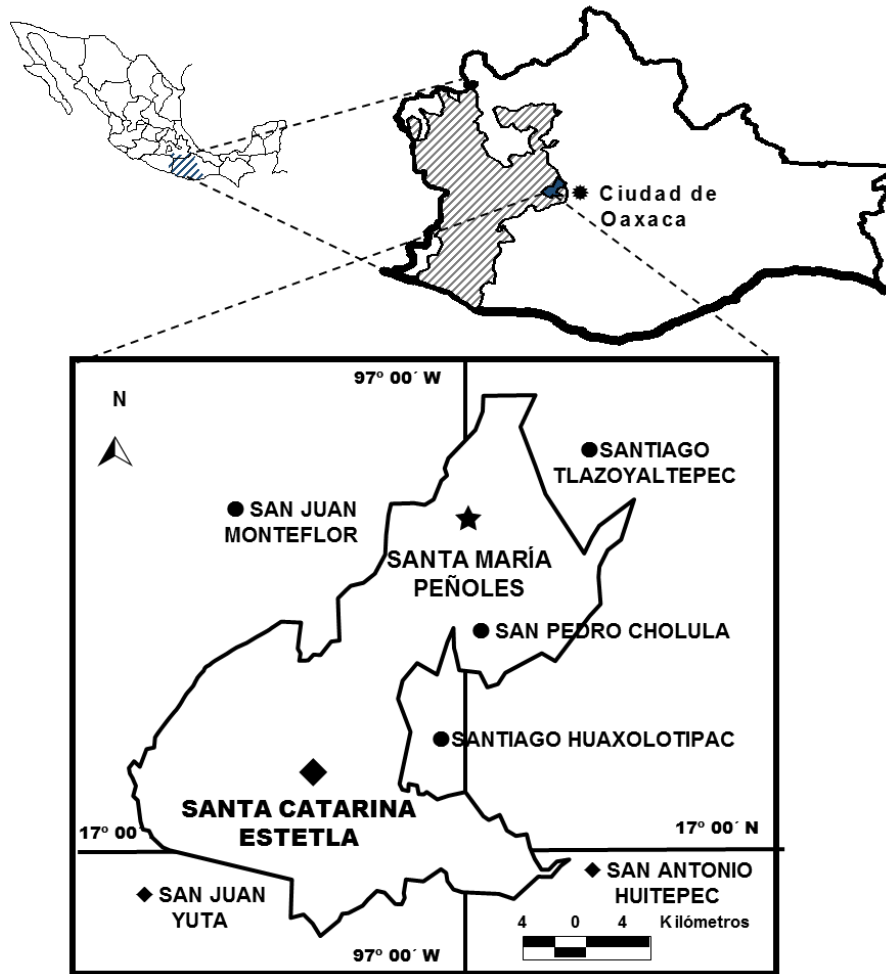 Ciudad de
Oaxaca
97° 00´ W
N
SANTIAGO
TLAZOYALTEPEC
SAN JUAN
MONTEFLOR
SANTA MARÍA
PEÑOLES
SAN PEDRO CHOLULA
SANTIAGO HUAXOLOTIPAC
SANTA CATARINA
ESTETLA
17° 00
17° 00´ N
SAN ANTONIO
HUITEPEC
SAN JUAN
YUTA
4 0 4 Kilómetros
97° 00´ W